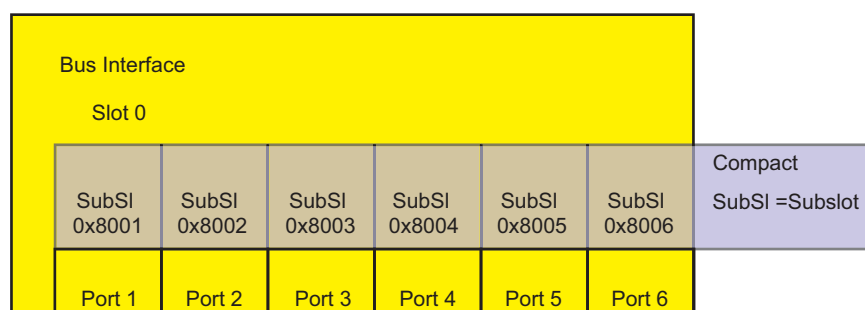 Bus Interface
Slot 0
Compact
SubSl SubSl SubSl SubSl SubSl SubSl SubSl =Subslot
0x8001 0x8002 0x8003 0x8004 0x8005 0x8006
Port 1 Port 2 Port 3 Port 4 Port 5 Port 6